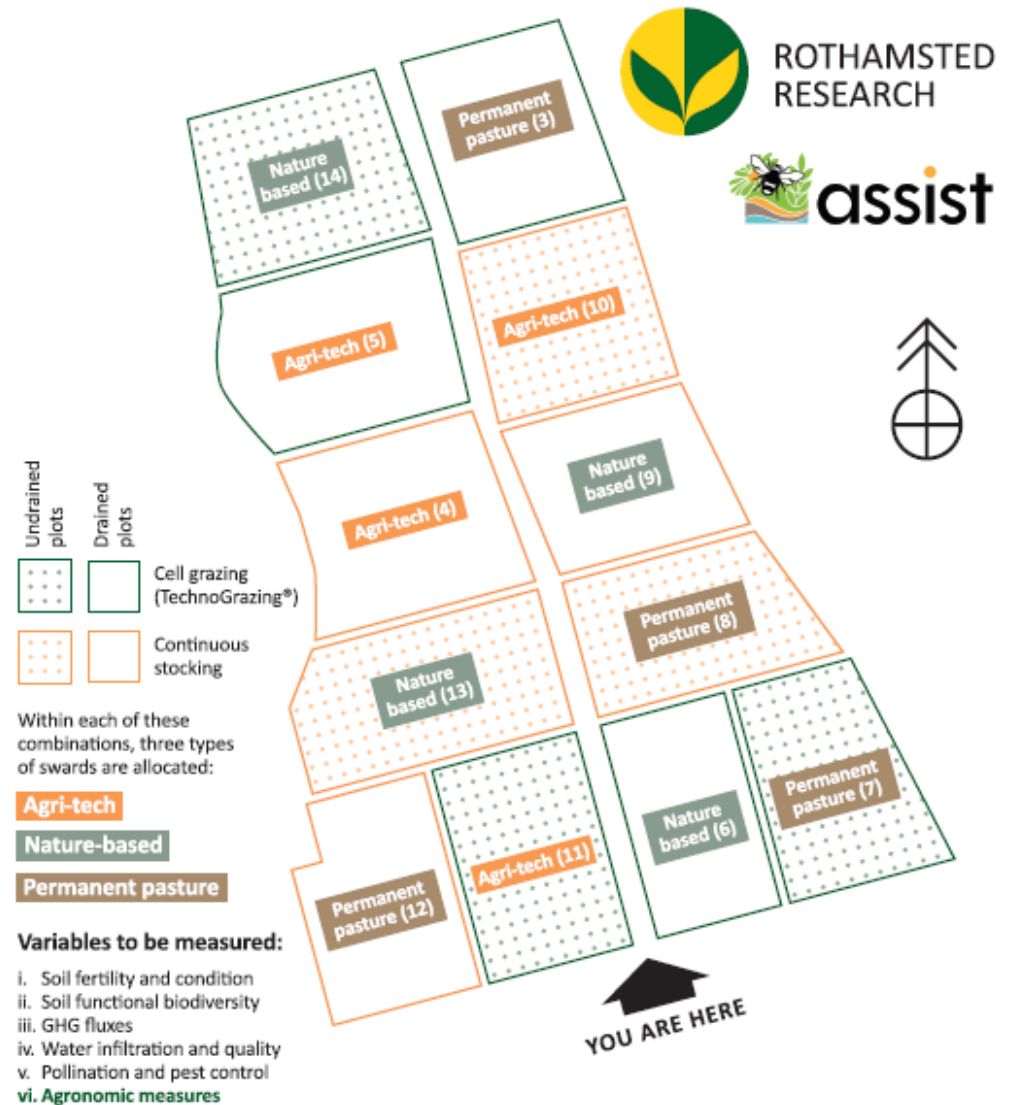 ROTHAMSTED
RESEARCH
assist
Permanent
pasture (3)
Nature
based (14)
Agri-tech (10)
Agri-tech (5)
Nature
based (9)
Agri-tech (4)
Permanent
pasture (8)
Nature
based (13)
Permanent
pasture (7)
Nature
based (6)
Agri-tech (11)
Permanent
pasture (12)
YOU ARE HERE
Undrained
plots
Drained
plots
Cell grazing
(TechnoGrazing®)
Continuous
stocking
Within each of these
combinations, three types
of swards are allocated:
Agri-tech
Nature-based
Permanent pasture
Variables to be measured:
i. Soil fertility and condition
ii. Soil functional biodiversity
iii. GHG fluxes
iv. Water infiltration and quality
v. Pollination and pest control
vi. Agronomic measures